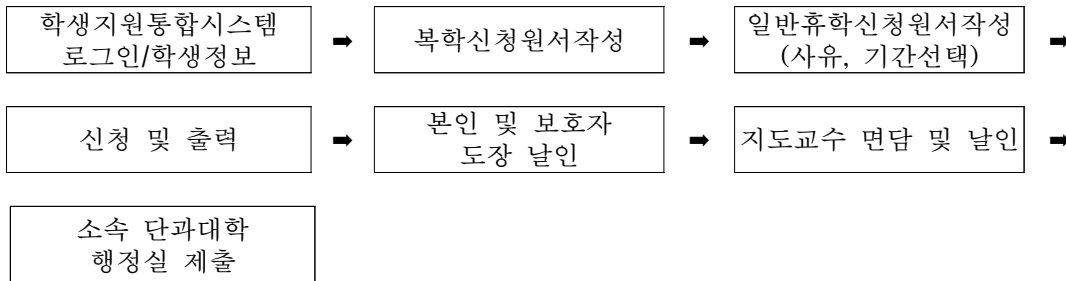 학생지원통합시스템
로그인/학생정보
➡
복학신청원서작성
➡
일반휴학신청원서작성
(사유, 기간선택)
➡
신청 및 출력
➡
본인 및 보호자
도장 날인
➡
지도교수 면담 및 날인
➡
소속 단과대학
행정실 제출